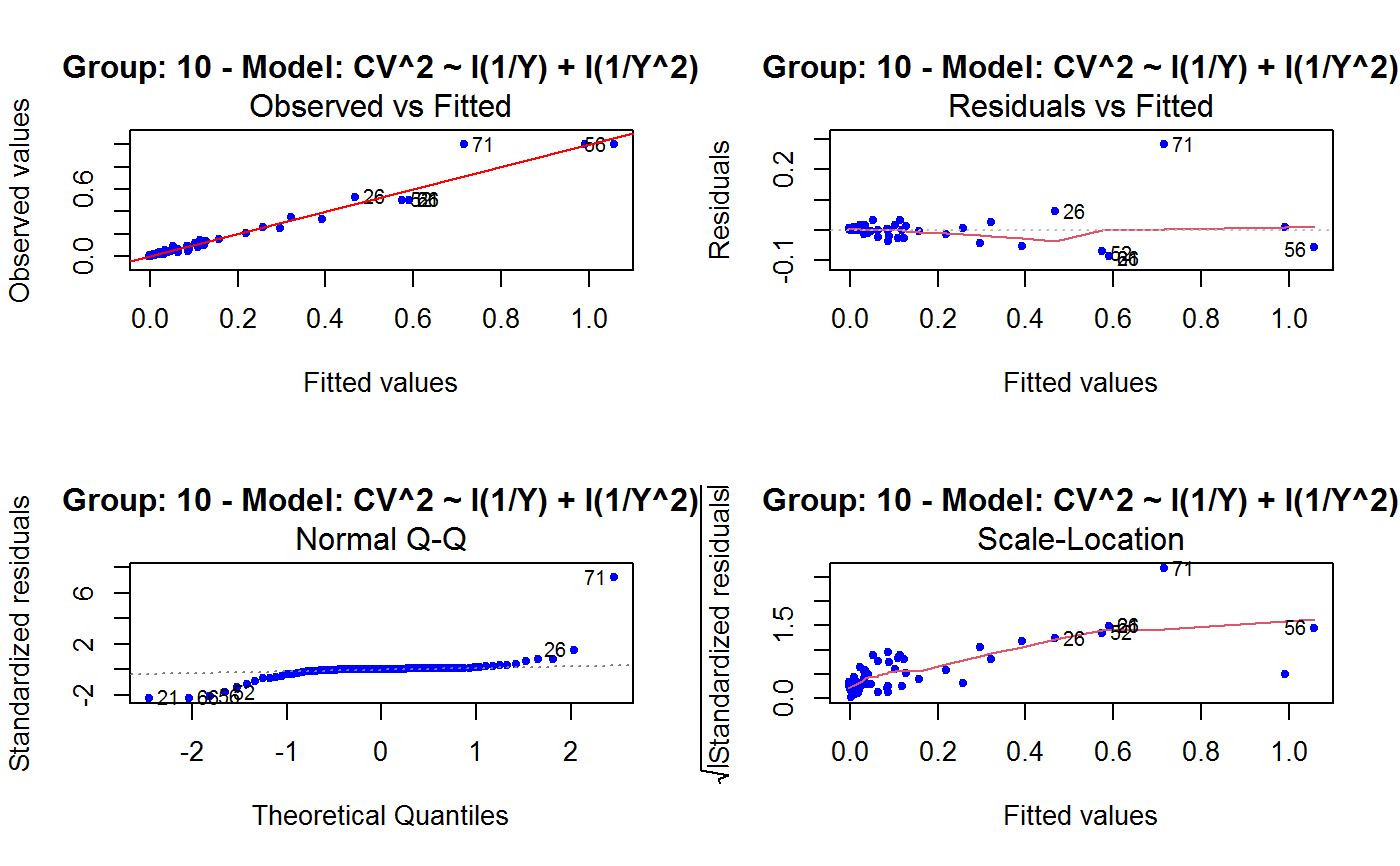 Group: 10 - Model: CV^2 ~ I(1/Y) + I(1/Y^2)
Observed vs Fitted
Observed values
0.0 0.6
71
56
26
0.0 0.2 0.4 0.6 0.8 1.0
Fitted values
Group: 10 - Model: CV^2 ~ I(1/Y) + I(1/Y^2)
Residuals vs Fitted
Residuals
-0.1 0.2
71
26
52
56
0.0 0.2 0.4 0.6 0.8 1.0
Fitted values
Group: 10 - Model: CV^2 ~ I(1/Y) + I(1/Y^2)
Normal Q-Q
Standardized residuals
-2 2 6
71
26
21 66 56 52
-2 -1 0 1 2
Theoretical Quantiles
Group: 10 - Model: CV^2 ~ I(1/Y) + I(1/Y^2)
Scale-Location
√|Standardized residuals|
0.0 1.5
71
26
52
56
0.0 0.2 0.4 0.6 0.8 1.0
Fitted values